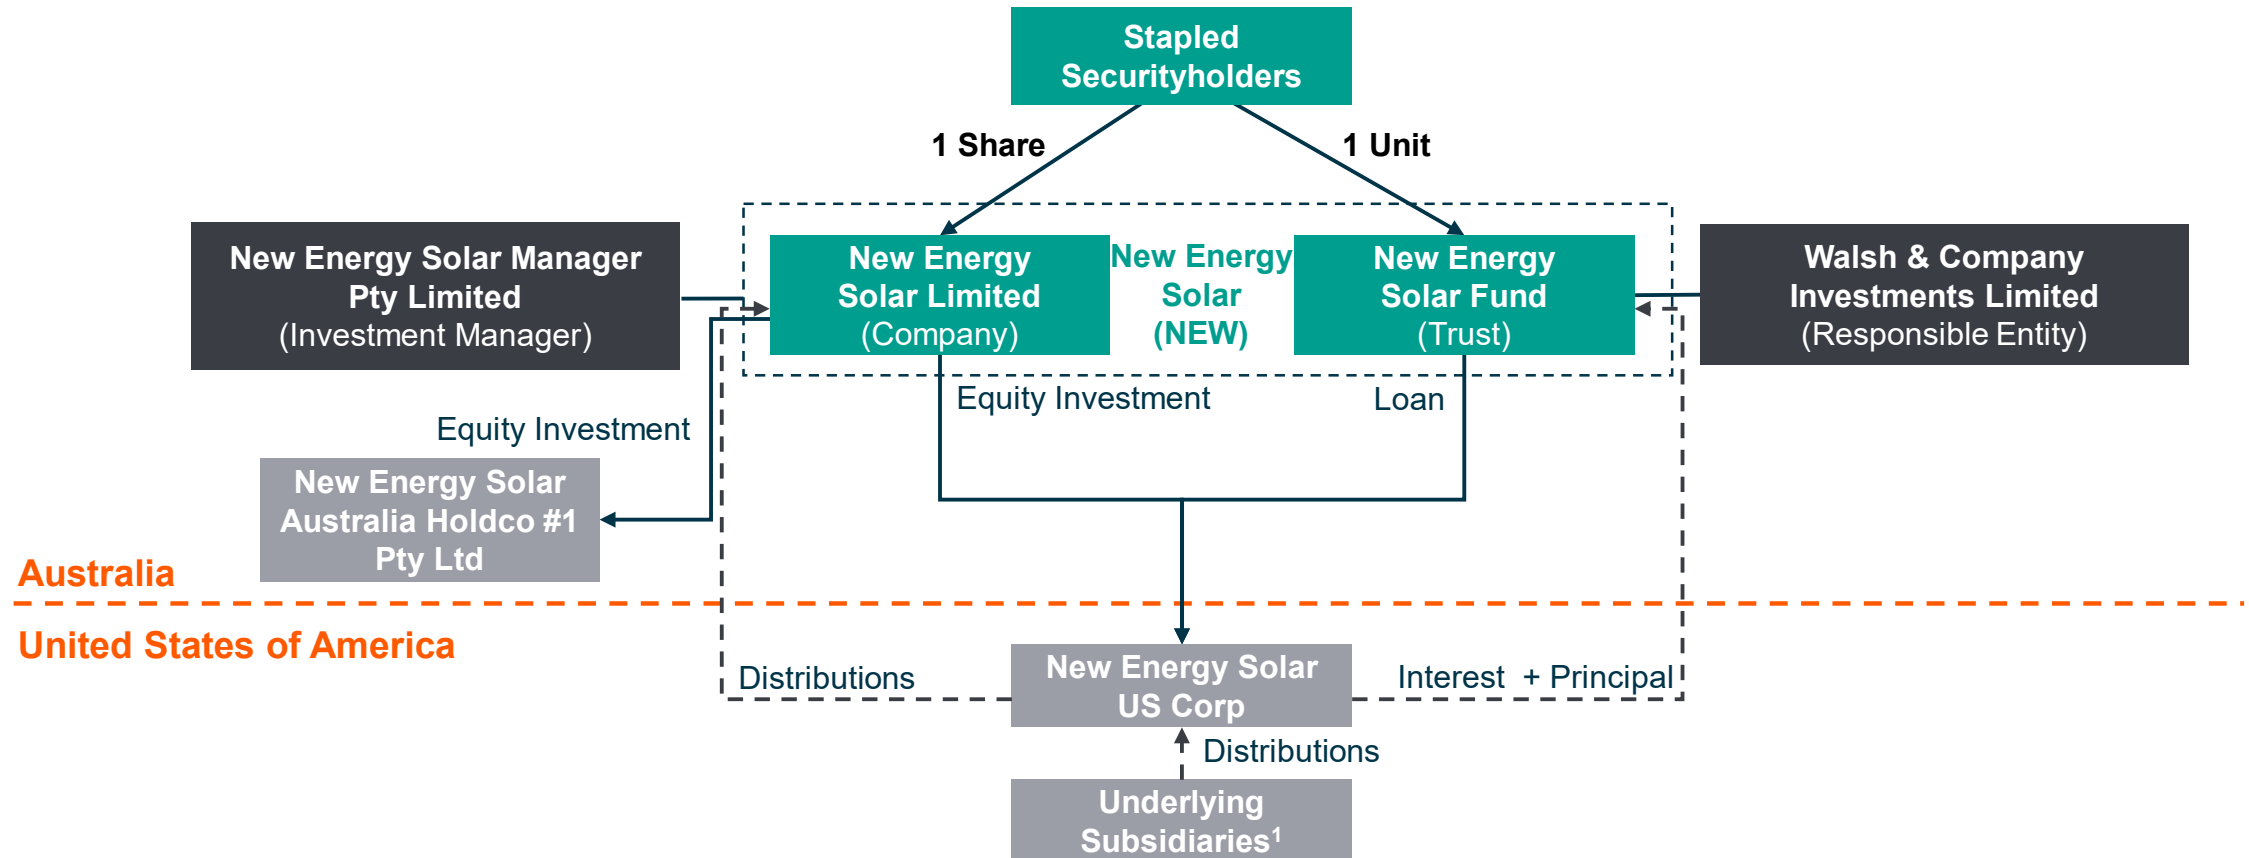 Stapled
Securityholders
1 Share
1 Unit
New Energy Solar Manager
Pty Limited
(Investment Manager)
New Energy
Solar Limited
(Company)
New Energy
Solar
(NEW)
New Energy
Solar Fund
(Trust)
Walsh & Company
Investments Limited
(Responsible Entity)
Equity Investment
Loan
Equity Investment
New Energy Solar
Australia Holdco #1
Pty Ltd
Australia
United States of America
New Energy Solar
US Corp
Distributions
Interest + Principal
Distributions
Underlying
Subsidiaries¹